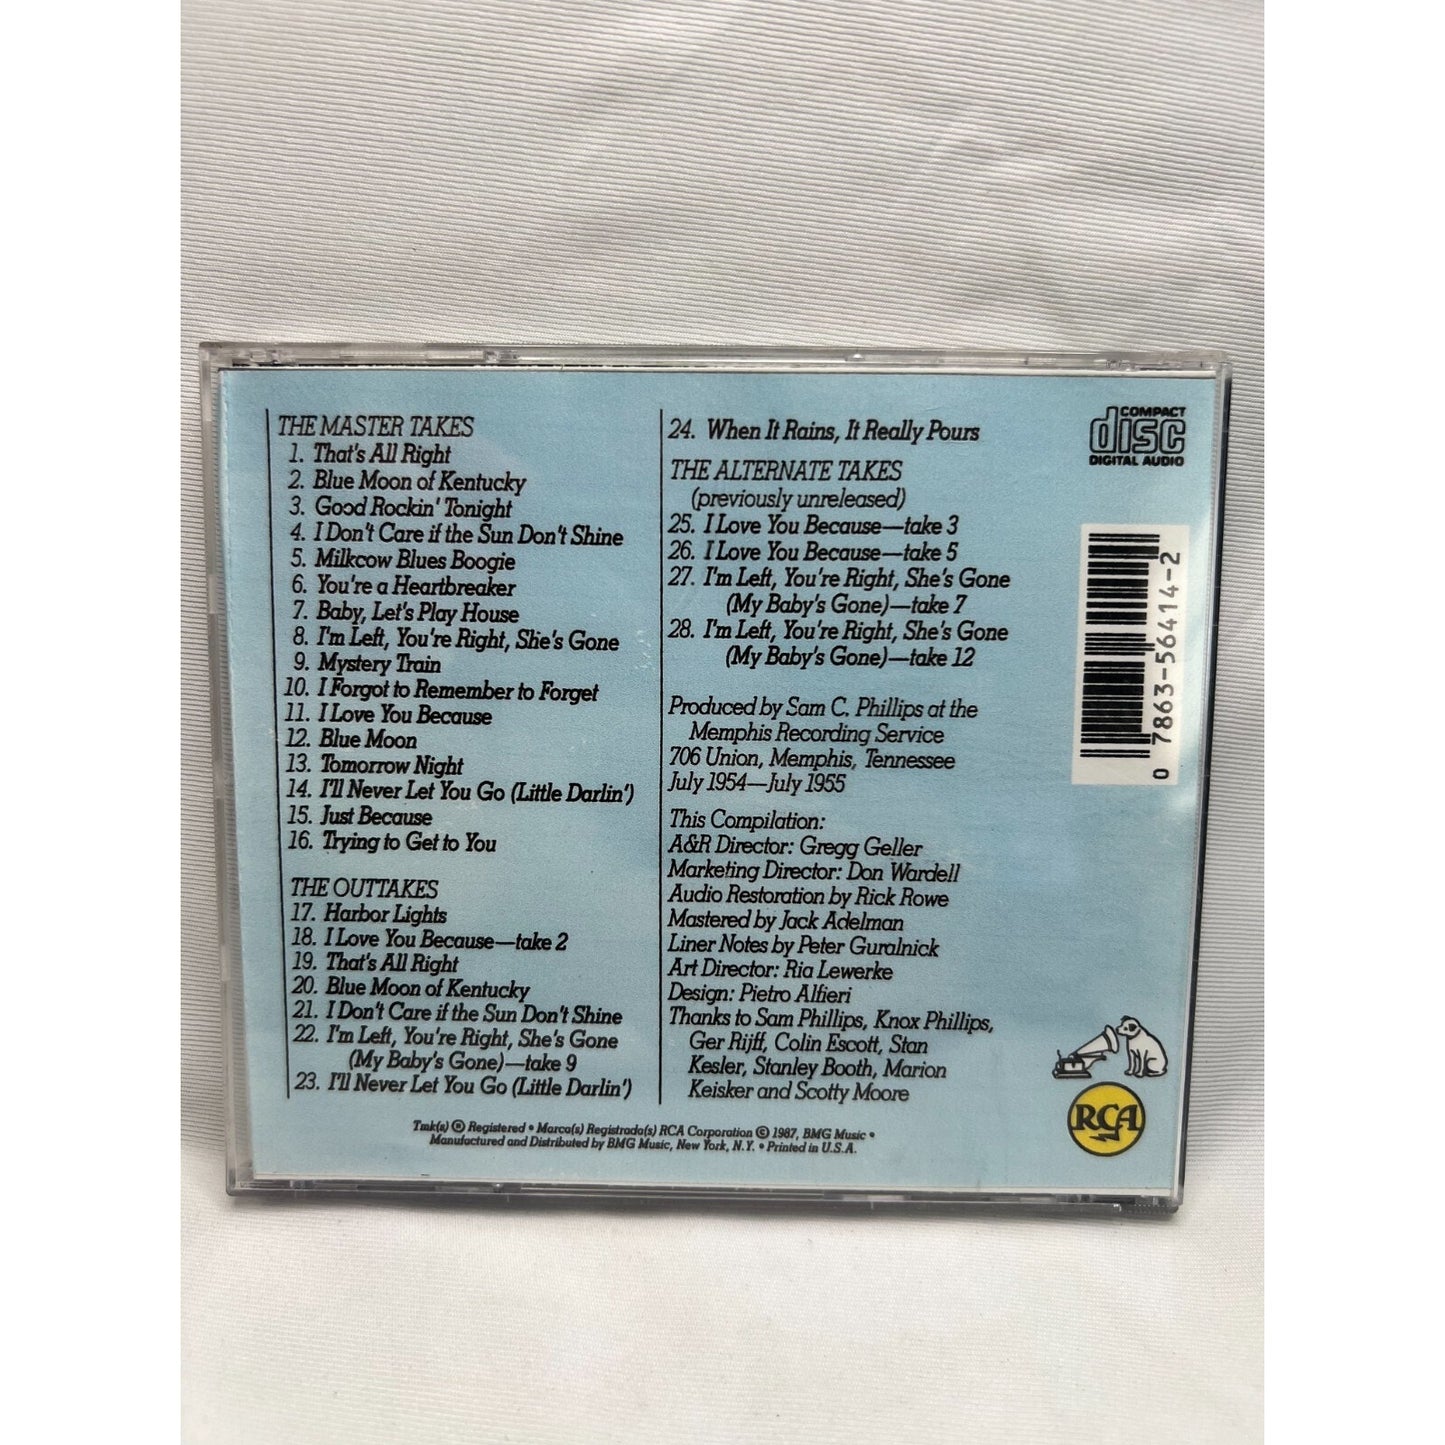 THE MASTER TAKES
1. That's All Right
2. Blue Moon of Kentucky
3. Good Rockin' Tonight
4. I Don't Care if the Sun Don't Shine
5. Milkcow Blues Boogie
6. You're a Heartbreaker
7. Baby, Let's Play House
8. I'm Left, You're Right, She's Gone
9. Mystery Train
10. I Forgot to Remember to Forget
11. I Love You Because
12. Blue Moon
13. Tomorrow Night
14. I'll Never Let You Go (Little Darlin')
15. Just Because
16. Trying to Get to You
THE OUTTAKES
17. Harbor Lights
18. I Love You Because—take 2
19. That's All Right
20. Blue Moon of Kentucky
21. I Don't Care if the Sun Don't Shine
22. I'm Left, You're Right, She's Gone
(My Baby's Gone)—take 9
23. I'll Never Let You Go (Little Darlin')
24. When It Rains, It Really Pours
THE ALTERNATE TAKES
(previously unreleased)
25. I Love You Because—take 3
26. I Love You Because—take 5
27. I'm Left, You're Right, She's Gone
(My Baby's Gone)—take 7
28. I'm Left, You're Right, She's Gone
(My Baby's Gone)—take 12
Produced by Sam C. Phillips at the
Memphis Recording Service
706 Union, Memphis, Tennessee
July 1954—July 1955
This Compilation:
A&R Director: Gregg Geller
Marketing Director: Don Wardell
Audio Restoration by Rick Rowe
Mastered by Jack Adelman
Liner Notes by Peter Guralnick
Art Director: Ria Lewerke
Design: Pietro Alfieri
Thanks to Sam Phillips, Knox Phillips,
Ger Rijff, Colin Escott, Stan
Kesler, Stanley Booth, Marion
Keisker and Scotty Moore
COMPACT
disc
DIGITAL AUDIO
0 7863-56414-2
RCA
Tmk(s) ® Registered • Marca(s) Registrada(s) RCA Corporation © 1987, BMG Music •
Manufactured and Distributed by BMG Music, New York, N.Y. • Printed in U.S.A.